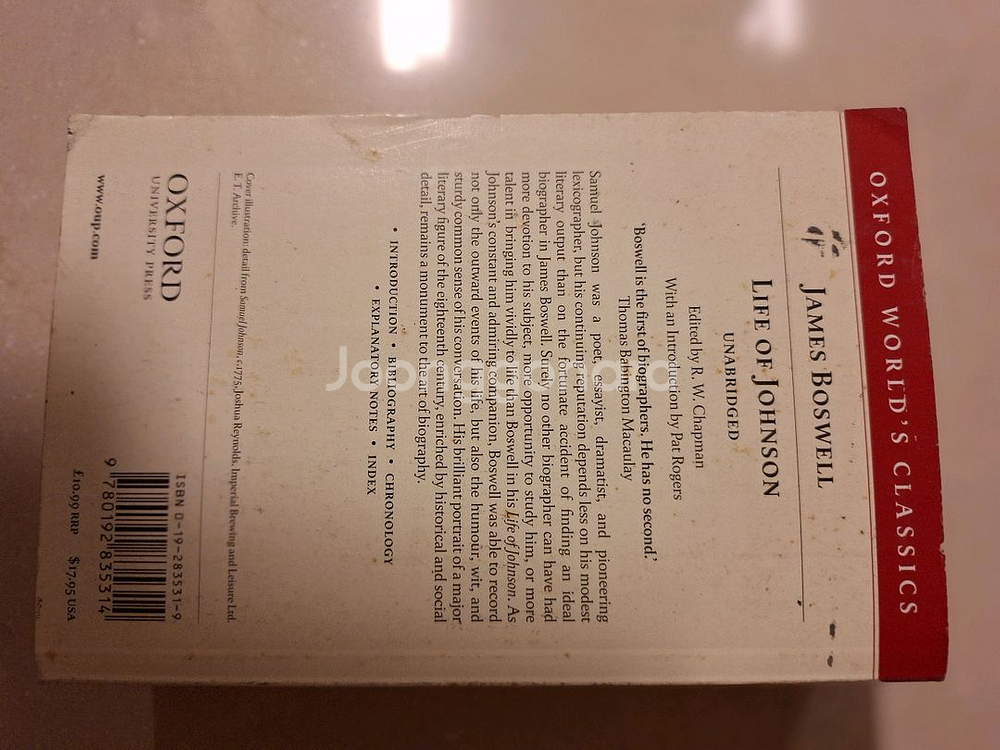 OXFORD WORLD'S CLASSICS
JAMES BOSWELL
LIFE OF JOHNSON
UNABRIDGED
Edited by R. W. Chapman
With an Introduction by Pat Rogers
'Boswell is the first of biographers. He has no second.'
Thomas Babington Macaulay
Samuel Johnson was a poet, essayist, dramatist, and pioneering
lexicographer, but his continuing reputation depends less on his modest
literary output than on the fortunate accident of finding an ideal
biographer in James Boswell. Surely no other biographer can have had
more devotion to his subject, more opportunity to study him, or more
talent in bringing him vividly to life than Boswell in his Life of Johnson. As
Johnson's constant and admiring companion, Boswell was able to record
not only the outward events of his life, but also the humour, wit, and
sturdy common sense of his conversation. His brilliant portrait of a major
literary figure of the eighteenth century, enriched by historical and social
detail, remains a monument to the art of biography.
• INTRODUCTION • BIBLIOGRAPHY • CHRONOLOGY
• EXPLANATORY NOTES • INDEX
Cover illustration: detail from Samuel Johnson, c.1775, Joshua Reynolds. Imperial Brewing and Leisure Ltd.
E.T. Archive.
OXFORD
UNIVERSITY PRESS
www.oup.com
ISBN 0-19-283531-9
9 780192 835314
£10.99 RRP $17.95 USA